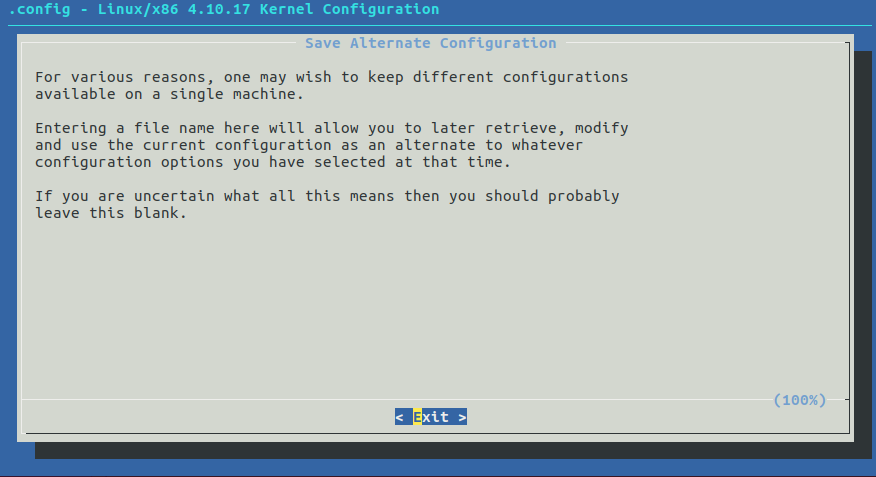 .config - Linux/x86 4.10.17 Kernel Configuration
Save Alternate Configuration
For various reasons, one may wish to keep different configurations
available on a single machine.
Entering a file name here will allow you to later retrieve, modify
and use the current configuration as an alternate to whatever
configuration options you have selected at that time.
If you are uncertain what all this means then you should probably
leave this blank.
(100%)
< Exit >